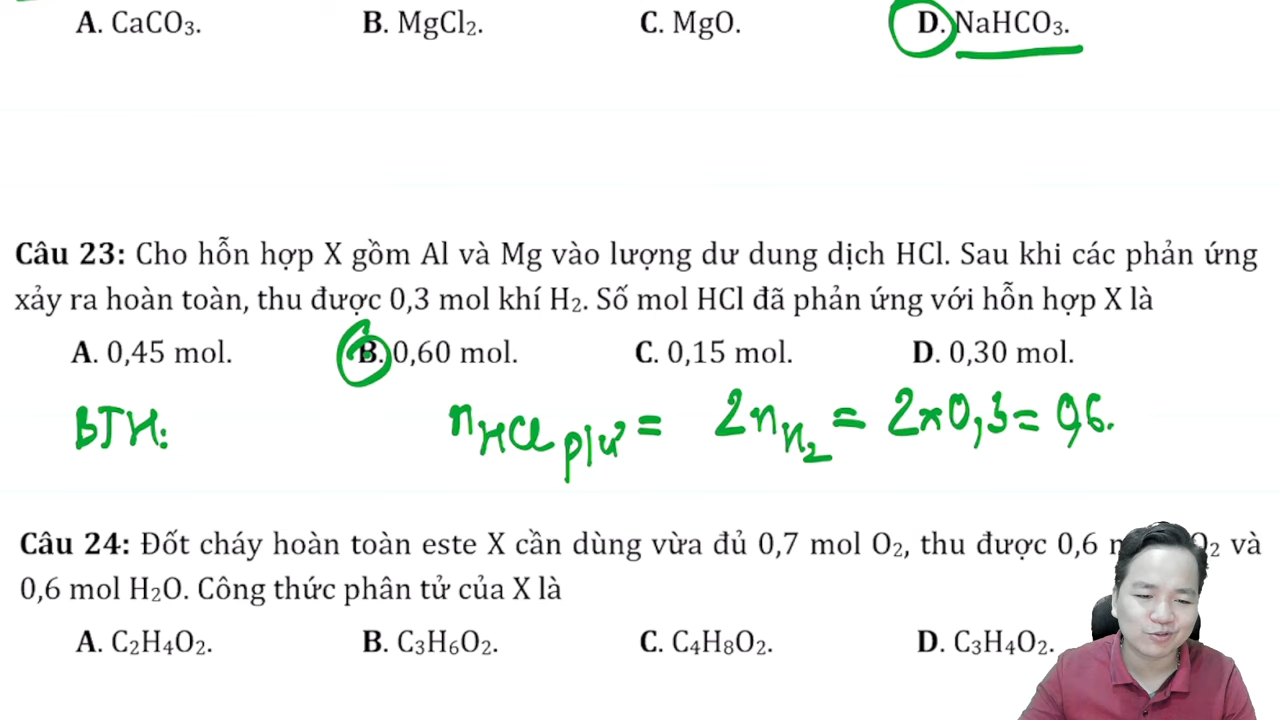 A. CaCO₃. B. MgCl₂. C. MgO. D. NaHCO₃.
Câu 23: Cho hỗn hợp X gồm Al và Mg vào lượng dư dung dịch HCl. Sau khi các phản ứng
xảy ra hoàn toàn, thu được 0,3 mol khí H₂. Số mol HCl đã phản ứng với hỗn hợp X là
A. 0,45 mol. B. 0,60 mol. C. 0,15 mol. D. 0,30 mol.
BTH: n HCl p/ư = 2n H₂ = 2x0,3 = 0,6.
Câu 24: Đốt cháy hoàn toàn este X cần dùng vừa đủ 0,7 mol O₂, thu được 0,6 O₂ và
0,6 mol H₂O. Công thức phân tử của X là
A. C₂H₄O₂. B. C₃H₆O₂. C. C₄H₈O₂. D. C₃H₄O₂.